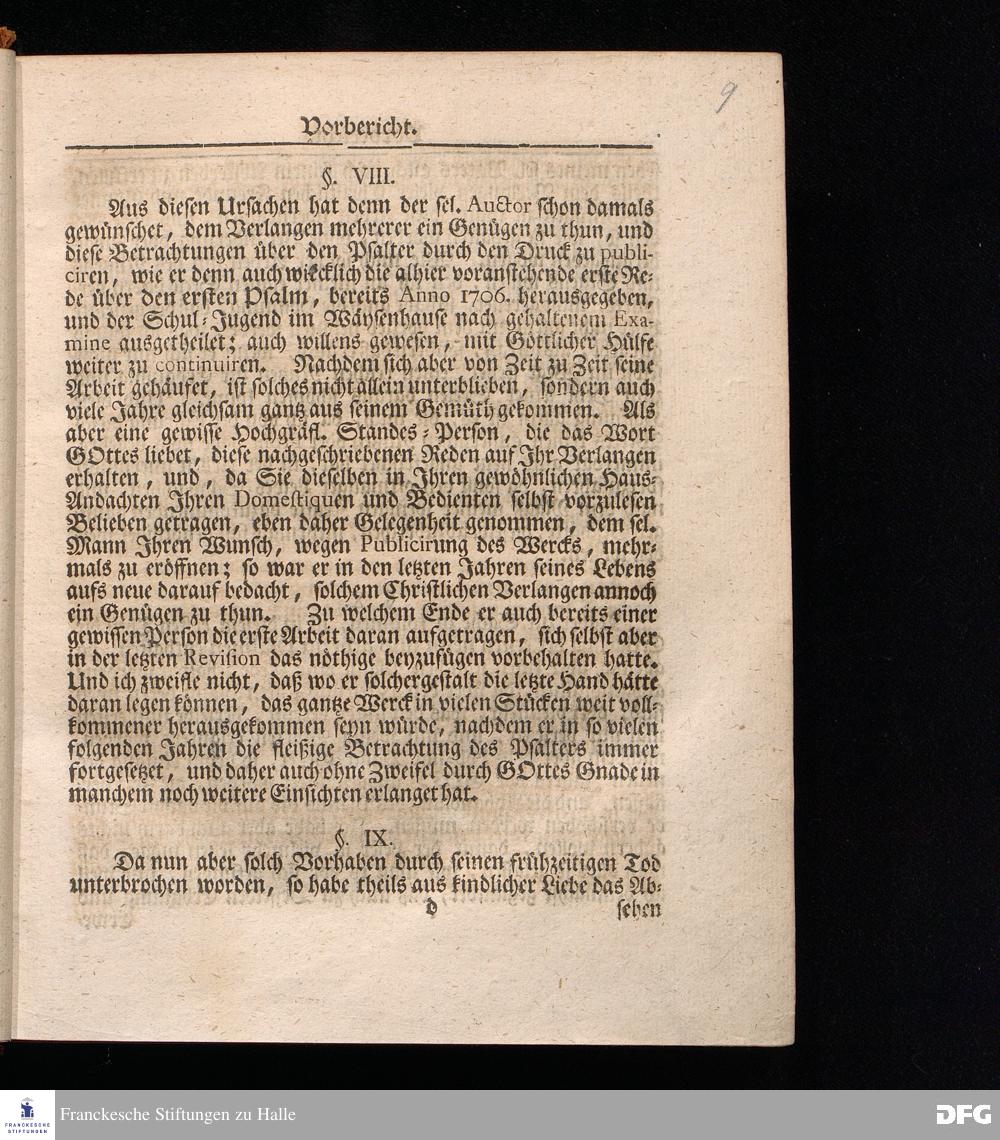 9
Vorbericht.
§. VIII.
Aus diesen Ursachen hat denn der sel. Auctor schon damals
gewünschet, dem Verlangen mehrerer ein Genügen zu thun, und
diese Betrachtungen über den Psalter durch den Druck zu publi-
ciren, wie er denn auch wircklich die alhier voranstehende erste Re-
de über den ersten Psalm, bereits Anno 1706. herausgegeben,
und der Schul-Jugend im Wäysenhause nach gehaltenem Exa-
mine ausgetheilet; auch willens gewesen, mit Göttlicher Hülfe
weiter zu continuiren. Nachdem sich aber von Zeit zu Zeit seine
Arbeit gehäufet, ist solches nicht allein unterblieben, sondern auch
viele Jahre gleichsam gantz aus seinem Gemüth gekommen. Als
aber eine gewisse Hochgräfl. Standes-Person, die das Wort
GOttes liebet, diese nachgeschriebenen Reden auf Ihr Verlangen
erhalten, und, da Sie dieselben in Ihren gewöhnlichen Haus-
Andachten Ihren Domestiquen und Bedienten selbst vorzulesen
Belieben getragen, eben daher Gelegenheit genommen, dem sel.
Mann Ihren Wunsch, wegen Publicirung des Wercks, mehr-
mals zu eröffnen; so war er in den letzten Jahren seines Lebens
aufs neue darauf bedacht, solchem Christlichen Verlangen annoch
ein Genügen zu thun. Zu welchem Ende er auch bereits einer
gewissen Person die erste Arbeit daran aufgetragen, sich selbst aber
in der letzten Revision das nöthige beyzufügen vorbehalten hatte.
Und ich zweifle nicht, daß wo er solchergestalt die letzte Hand hätte
daran legen können, das gantze Werck in vielen Stücken weit voll-
kommener herausgekommen seyn würde, nachdem er in so vielen
folgenden Jahren die fleißige Betrachtung des Psalters immer
fortgesetzet, und daher auch ohne Zweifel durch GOttes Gnade in
manchem noch weitere Einsichten erlanget hat.
§. IX.
Da nun aber solch Vorhaben durch seinen frühzeitigen Tod
unterbrochen worden, so habe theils aus kindlicher Liebe das Ab-
d sehen
FRANCKESCHE
STIFTUNGEN
Franckesche Stiftungen zu Halle
DFG